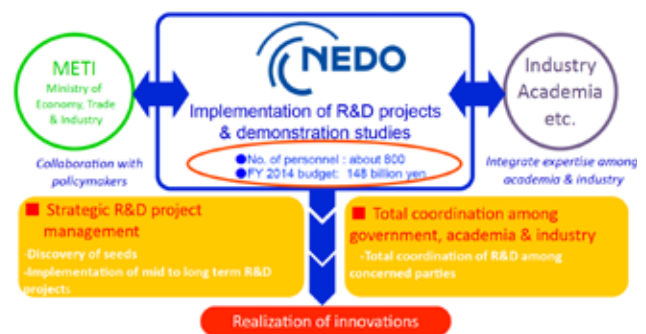 METI
Ministry of
Economy, Trade
& Industry
NEDO
Implementation of R&D projects
& demonstration studies
●No. of personnel : about 800
●FY 2014 budget: 148 billion yen
Industry
Academia
etc.
Collaboration with
policymakers
Integrate expertise among
academia & industry
■ Strategic R&D project
management
-Discovery of seeds
-Implementation of mid to long term R&D
projects
■ Total coordination among
government, academia & industry
-Total coordination of R&D among
concerned parties
Realization of innovations